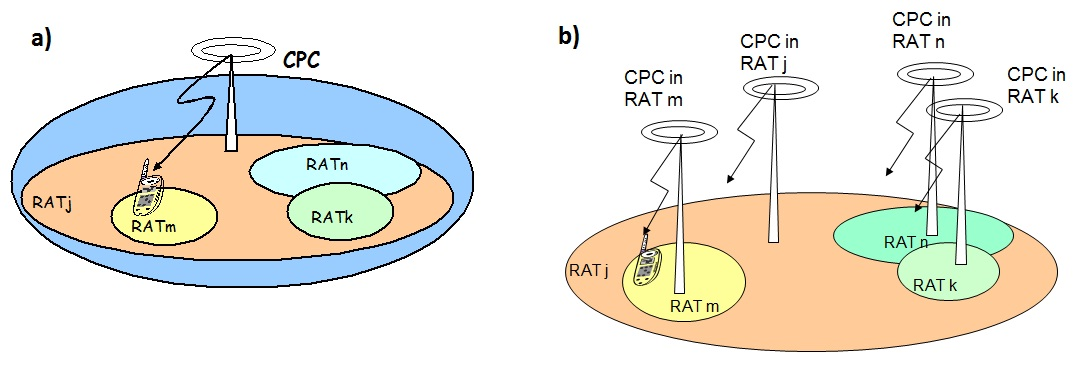 a)
CPC
RATn
RATj
RATk
RATm
b)
CPC in
RAT n
CPC in
RAT j
CPC in
RAT m
CPC in
RAT k
RAT n
RAT j
RAT k
RAT m